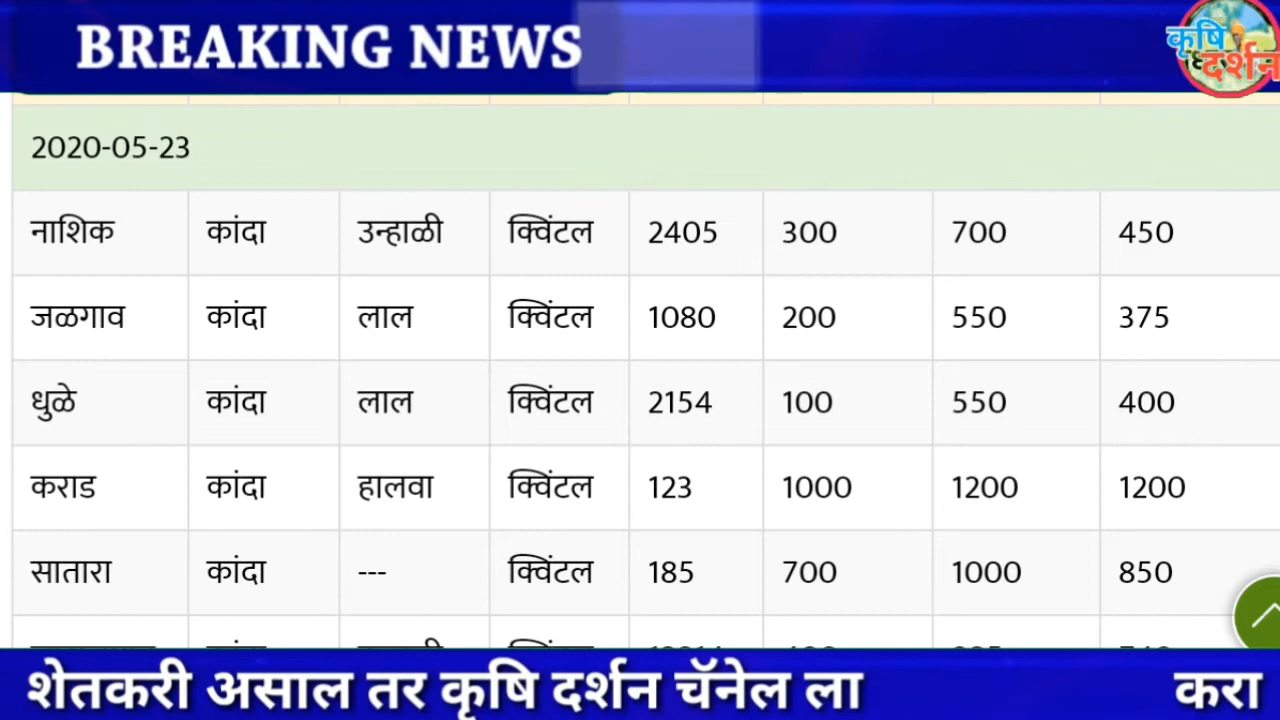 BREAKING NEWS
कृषि
दर्शन
2020-05-23
नाशिक कांदा उन्हाळी क्विंटल 2405 300 700 450
जळगाव कांदा लाल क्विंटल 1080 200 550 375
धुळे कांदा लाल क्विंटल 2154 100 550 400
कराड कांदा हालवा क्विंटल 123 1000 1200 1200
सातारा कांदा --- क्विंटल 185 700 1000 850
शेतकरी असाल तर कृषि दर्शन चॅनेल ला करा